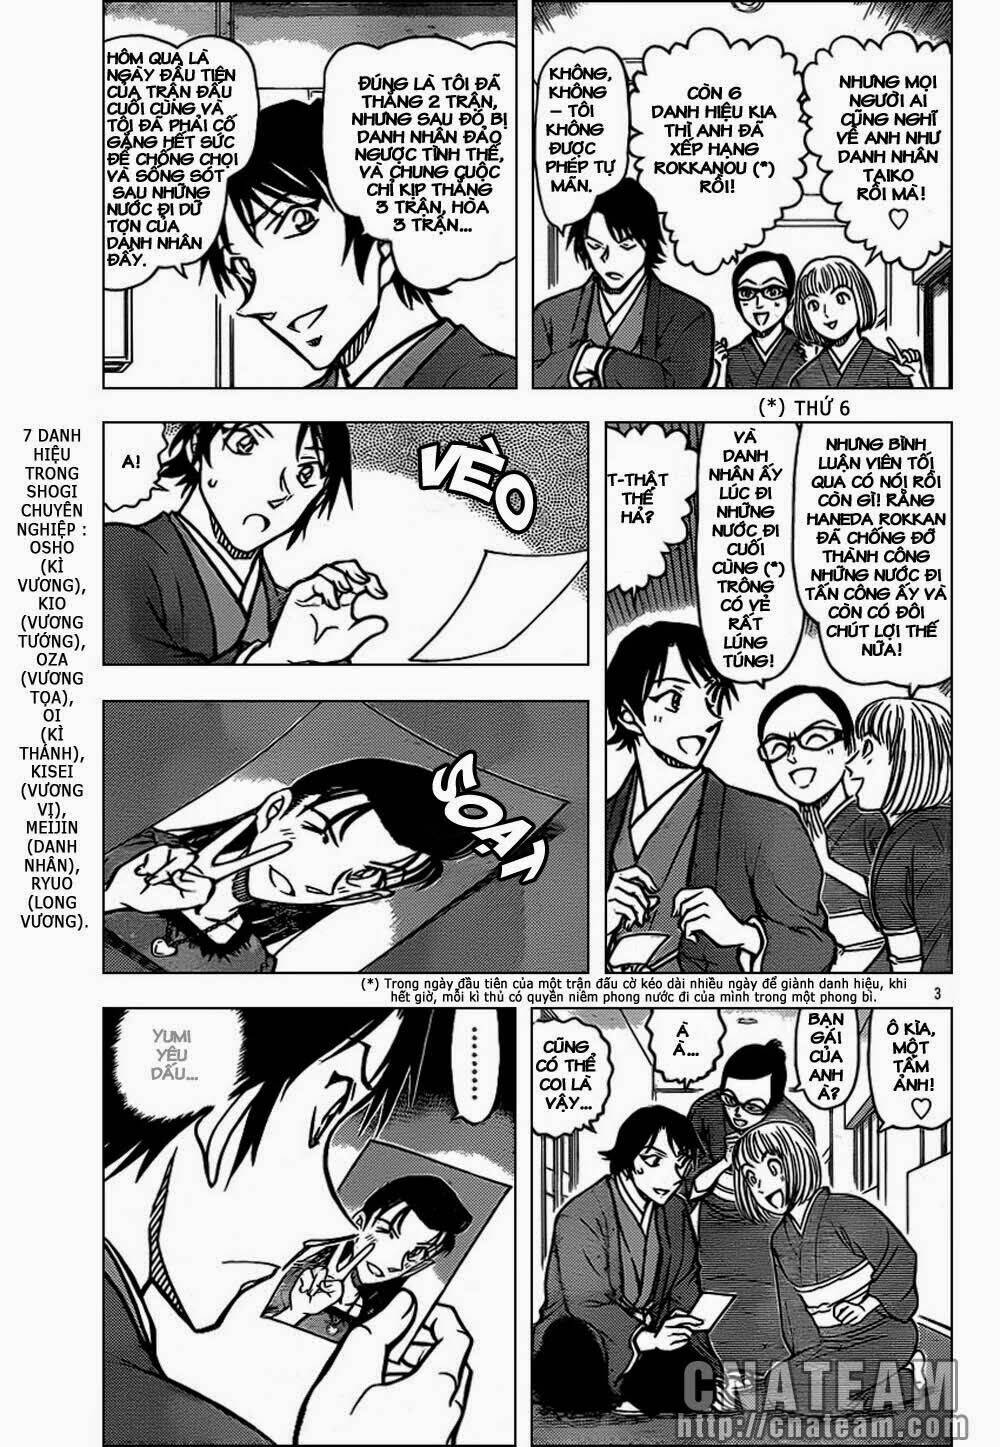 NHƯNG MỌI
NGƯỜI AI
CŨNG NGHĨ
VỀ ANH NHƯ
DANH NHÂN
TAIKO
RỒI MÀ!
♡
CÒN 6
DANH HIỆU KIA
THÌ ANH ĐÃ
XẾP HẠNG
ROKKANOU (*)
RỒI!
KHÔNG,
KHÔNG
– TÔI
KHÔNG
ĐƯỢC
PHÉP TỰ
MÃN.
(*) THỨ 6
ĐÚNG LÀ TÔI ĐÃ
THẮNG 2 TRẬN,
NHƯNG SAU ĐÓ BỊ
DANH NHÂN ĐẢO
NGƯỢC TÌNH THẾ,
VÀ CHUNG CUỘC
CHỈ KỊP THẮNG
3 TRẬN, HÒA
3 TRẬN...
HÔM QUA LÀ
NGÀY ĐẦU TIÊN
CỦA TRẬN ĐẤU
CUỐI CÙNG VÀ
TÔI ĐÃ PHẢI CỐ
GẮNG HẾT SỨC
ĐỂ CHỐNG CHỌI
VÀ SỐNG SÓT
SAU NHỮNG
NƯỚC ĐI DỮ
TỢN CỦA
DANH NHÂN
ĐẤY.
NHƯNG BÌNH
LUẬN VIÊN TỐI
QUA CÓ NÓI RỒI
CÒN GÌ! RẰNG
HANEDA ROKKAN
ĐÃ CHỐNG ĐỠ
THÀNH CÔNG
NHỮNG NƯỚC ĐI
TẤN CÔNG ẤY VÀ
CÒN CÓ ĐÔI
CHÚT LỢI THẾ
NỮA!
VÀ
DANH
NHÂN ẤY
LÚC ĐI
NHỮNG
NƯỚC ĐI
CUỐI
CÙNG (*)
TRÔNG
CÓ VẺ
RẤT
LÚNG
TÚNG!
T-THẬT
THẾ
HẢ?
A!
VÈO
SOẠT
7 DANH
HIỆU
TRONG
SHOGI
CHUYÊN
NGHIỆP :
OSHO
(KÌ
VƯƠNG),
KIO
(VƯƠNG
TƯỚNG),
OZA
(VƯƠNG
TỌA),
OI
(KÌ
THÁNH),
KISEI
(VƯƠNG
VỊ),
MEIJIN
(DANH
NHÂN),
RYUO
(LONG
VƯƠNG).
(*) Trong ngày đầu tiên của một trận đấu cờ kéo dài nhiều ngày để giành danh hiệu, khi
hết giờ, mỗi kì thủ có quyền niêm phong nước đi của mình trong một phong bì.
3
Ô KÌA,
MỘT
TẤM
ẢNH!
♡
BẠN
GÁI
CỦA
ANH
À?
À
À...
CŨNG
CÓ THỂ
COI LÀ
VẬY...
.........
YUMI
YÊU
DẤU...
CNATEAM
http://cnateam.com